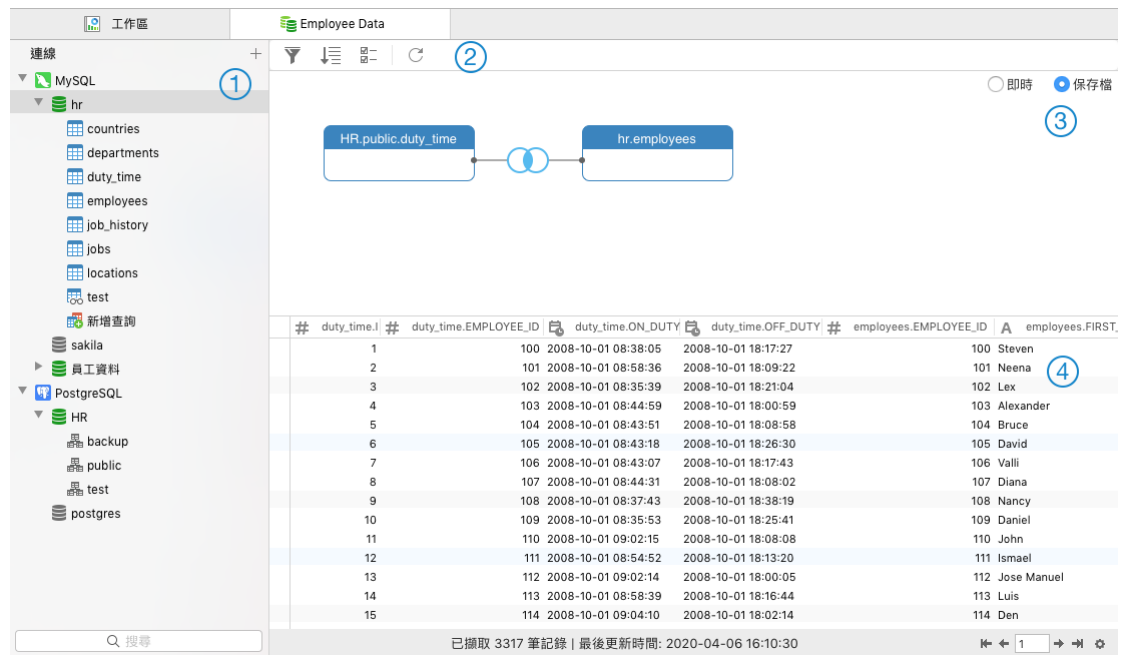 工作區
Employee Data
連線
①
②
即時
保存檔
③
MySQL
hr
countries
departments
duty_time
employees
job_history
jobs
locations
test
新增查詢
sakila
員工資料
PostgreSQL
HR
backup
public
test
postgres
搜尋
HR.public.duty_time
hr.employees
# duty_time.I # duty_time.EMPLOYEE_ID duty_time.ON_DUTY duty_time.OFF_DUTY # employees.EMPLOYEE_ID A employees.FIRST_
1 100 2008-10-01 08:38:05 2008-10-01 18:17:27 100 Steven
2 101 2008-10-01 08:58:36 2008-10-01 18:09:22 101 Neena
④
3 102 2008-10-01 08:35:39 2008-10-01 18:21:04 102 Lex
4 103 2008-10-01 08:44:59 2008-10-01 18:00:59 103 Alexander
5 104 2008-10-01 08:43:51 2008-10-01 18:08:58 104 Bruce
6 105 2008-10-01 08:43:18 2008-10-01 18:26:30 105 David
7 106 2008-10-01 08:43:07 2008-10-01 18:17:43 106 Valli
8 107 2008-10-01 08:44:31 2008-10-01 18:08:02 107 Diana
9 108 2008-10-01 08:37:43 2008-10-01 18:38:19 108 Nancy
10 109 2008-10-01 08:35:53 2008-10-01 18:25:41 109 Daniel
11 110 2008-10-01 09:02:15 2008-10-01 18:08:08 110 John
12 111 2008-10-01 08:54:52 2008-10-01 18:13:20 111 Ismael
13 112 2008-10-01 09:02:14 2008-10-01 18:00:05 112 Jose Manuel
14 113 2008-10-01 08:58:39 2008-10-01 18:16:44 113 Luis
15 114 2008-10-01 09:04:10 2008-10-01 18:02:14 114 Den
已擷取 3317 筆記錄 | 最後更新時間: 2020-04-06 16:10:30
1